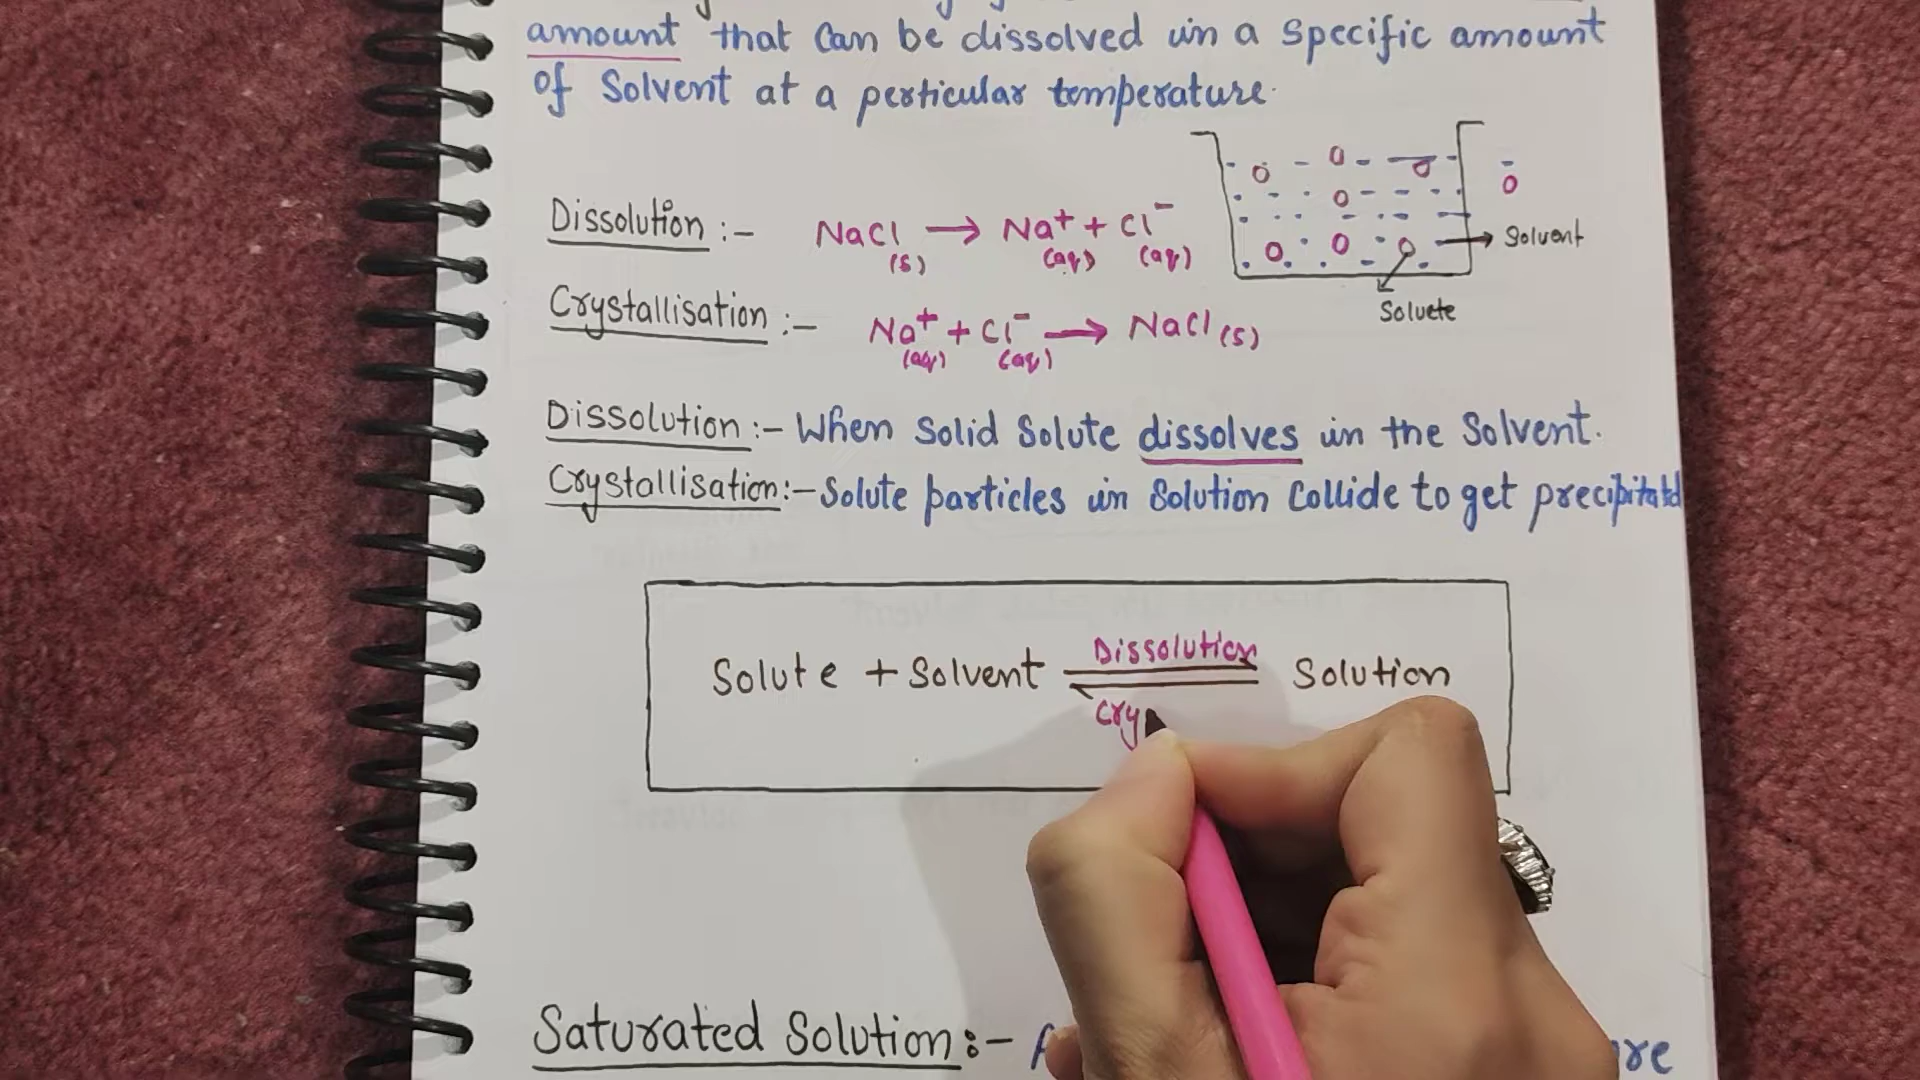 amount that can be dissolved in a specific amount
of Solvent at a perticular temperature.
Dissolution :- NaCl(s) → Na⁺(aq) + Cl⁻(aq)
Solvent
Soluete
Crystallisation :- Na⁺(aq) + Cl⁻(aq) → NaCl(s)
Dissolution :- When Solid Solute dissolves in the Solvent.
Crystallisation :- Solute particles in Solution Collide to get precipitated
Dissolution
Solute + Solvent ⇌ Solution
Cry
Saturated Solution :-